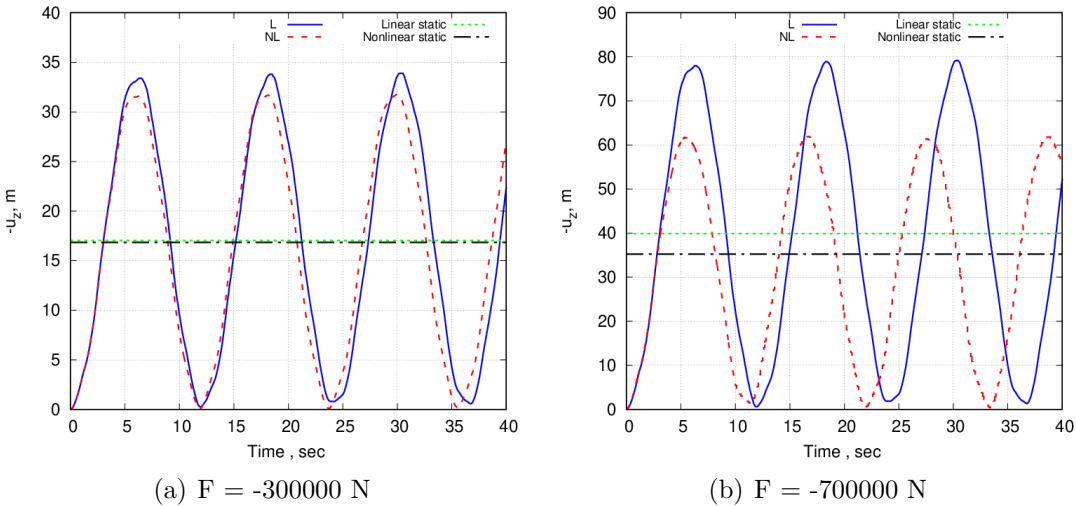 L
NL
Linear static
Nonlinear static
40
35
30
25
20
15
10
5
0
-uz, m
0 5 10 15 20 25 30 35 40
Time , sec
(a) F = -300000 N
L
NL
Linear static
Nonlinear static
90
80
70
60
50
40
30
20
10
0
-uz, m
0 5 10 15 20 25 30 35 40
Time , sec
(b) F = -700000 N